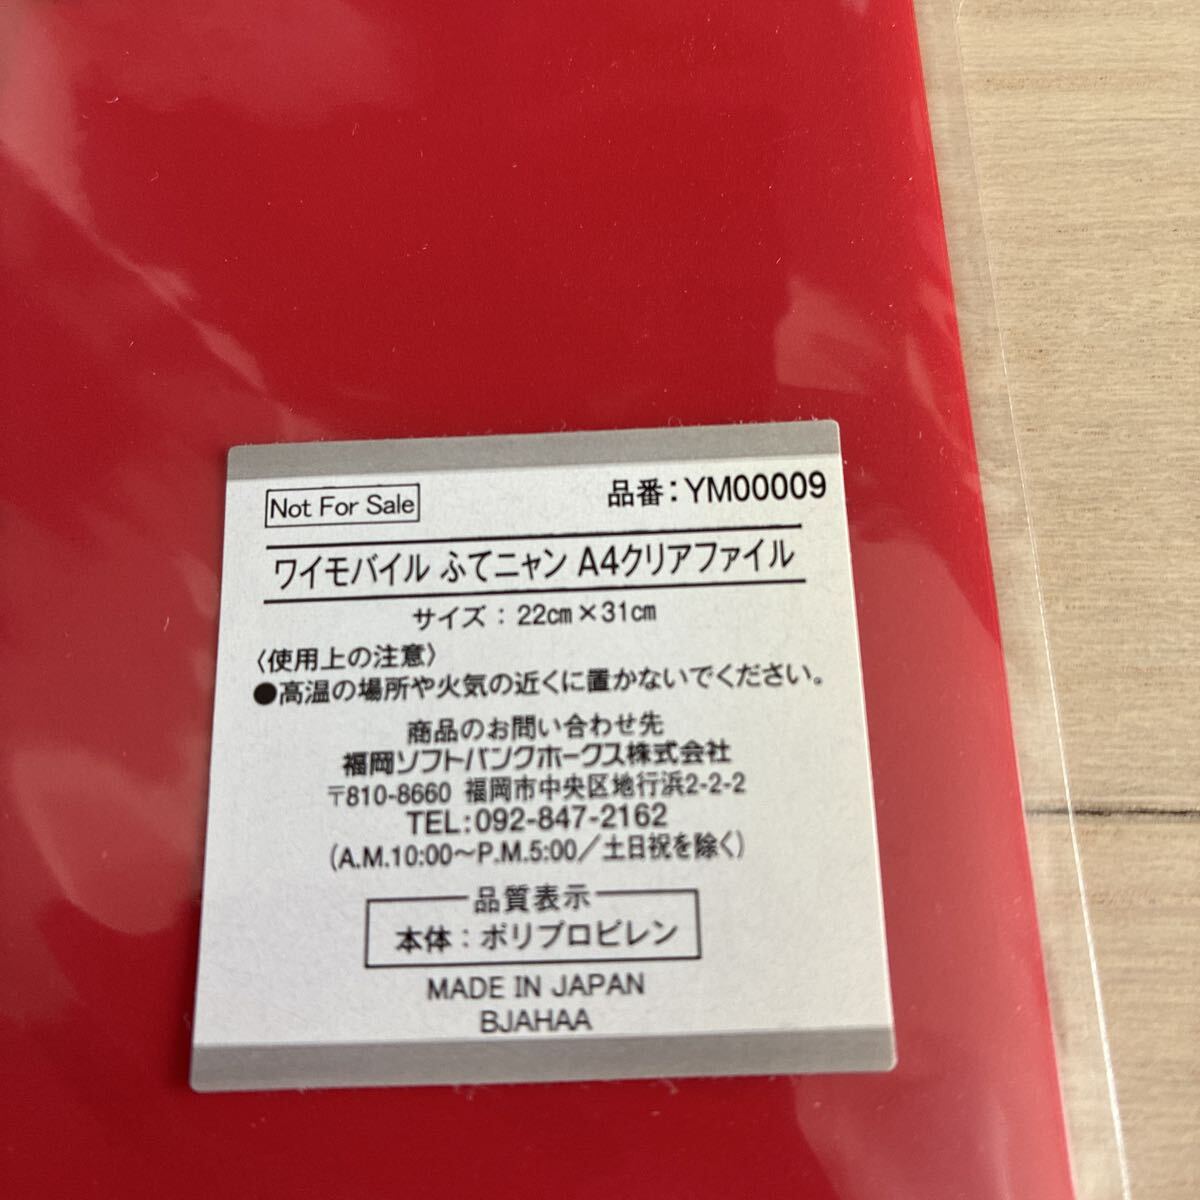 Not For Sale
品番：YM00009
ワイモバイル ふてニャン A4クリアファイル
サイズ：22cm×31cm
〈使用上の注意〉
●高温の場所や火気の近くに置かないでください。
商品のお問い合わせ先
福岡ソフトバンクホークス株式会社
〒810-8660 福岡市中央区地行浜2-2-2
TEL:092-847-2162
（A.M.10:00～P.M.5:00／土日祝を除く）
品質表示
本体：ポリプロピレン
MADE IN JAPAN
BJAHAA